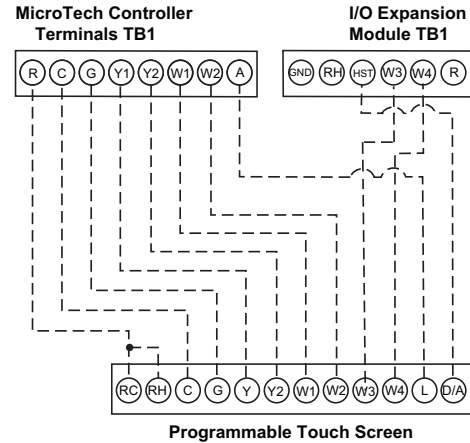 MicroTech Controller
Terminals TB1
I/O Expansion
Module TB1
R C G Y1 Y2 W1 W2 A
GND RH HST W3 W4 R
RC RH C G Y Y2 W1 W2 W3 W4 L D/A
Programmable Touch Screen